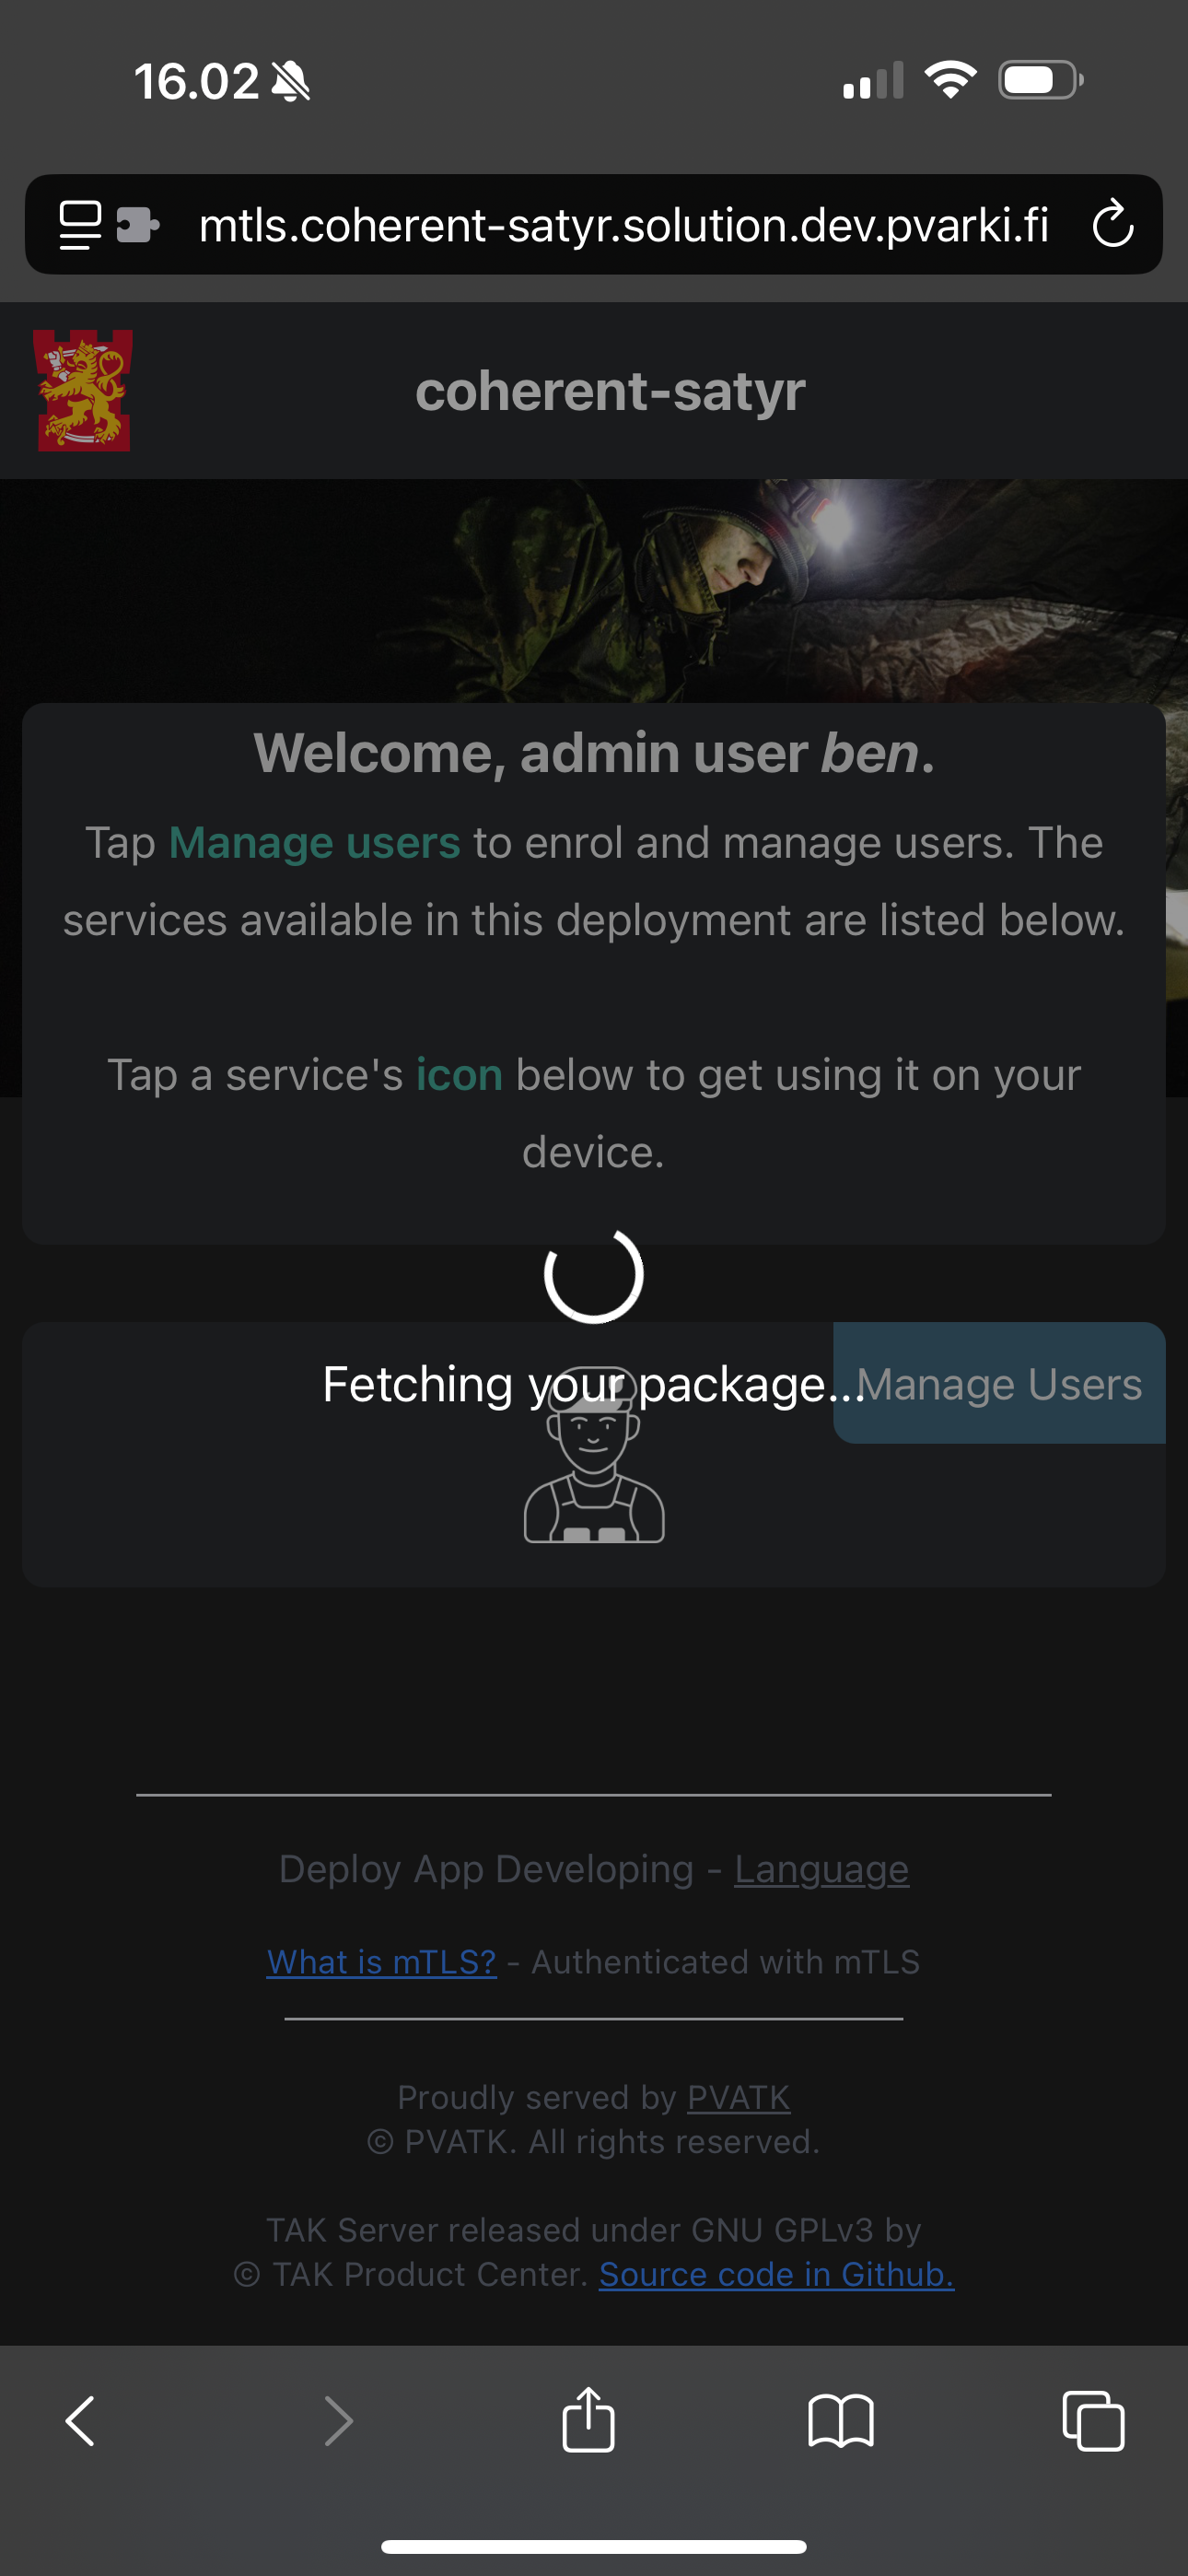 16.02
mtls.coherent-satyr.solution.dev.pvarki.fi
coherent-satyr
Welcome, admin user ben.
Tap Manage users to enrol and manage users. The
services available in this deployment are listed below.
Tap a service's icon below to get using it on your
device.
Fetching your package...
Manage Users
Deploy App Developing - Language
What is mTLS? - Authenticated with mTLS
Proudly served by PVATK
© PVATK. All rights reserved.
TAK Server released under GNU GPLv3 by
© TAK Product Center. Source code in Github.